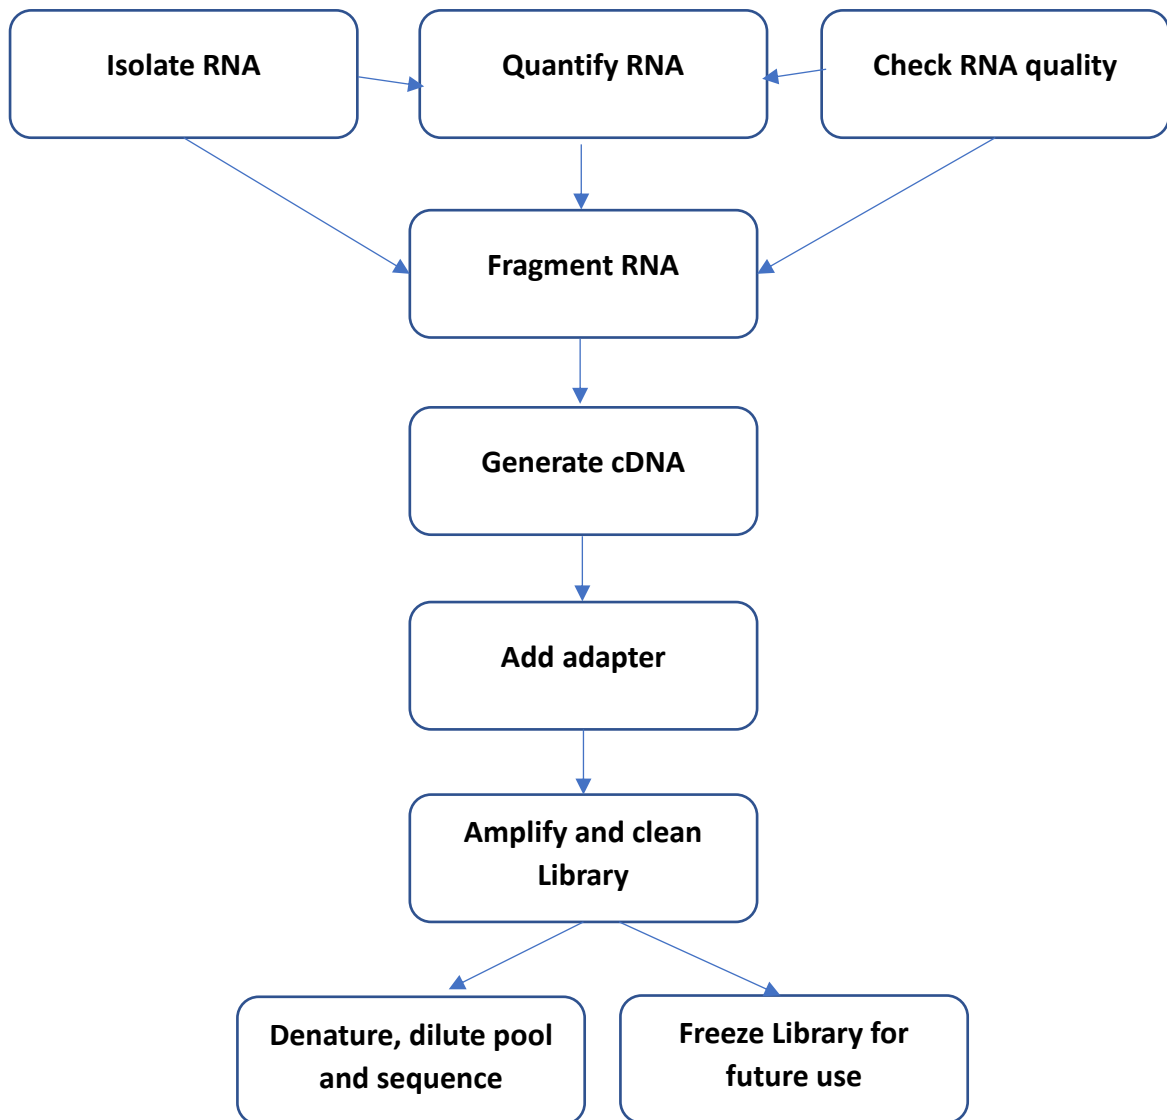 Isolate RNA
Quantify RNA
Check RNA quality
Fragment RNA
Generate cDNA
Add adapter
Amplify and clean
Library
Denature, dilute pool
and sequence
Freeze Library for
future use